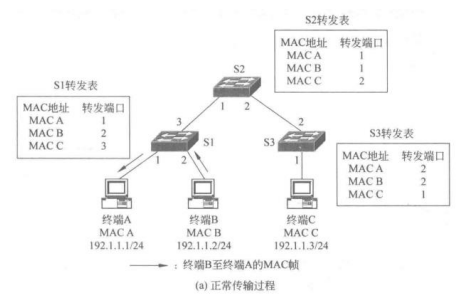 S2转发表
MAC地址 转发端口
MAC A 1
MAC B 1
MAC C 2
S1转发表
MAC地址 转发端口
MAC A 1
MAC B 2
MAC C 3
S2
1 2
3
S1
1 2
2
S3
1
S3转发表
MAC地址 转发端口
MAC A 2
MAC B 2
MAC C 1
终端A 终端B 终端C
MAC A MAC B MAC C
192.1.1.1/24 192.1.1.2/24 192.1.1.3/24
：终端B至终端A的MAC帧
(a) 正常传输过程